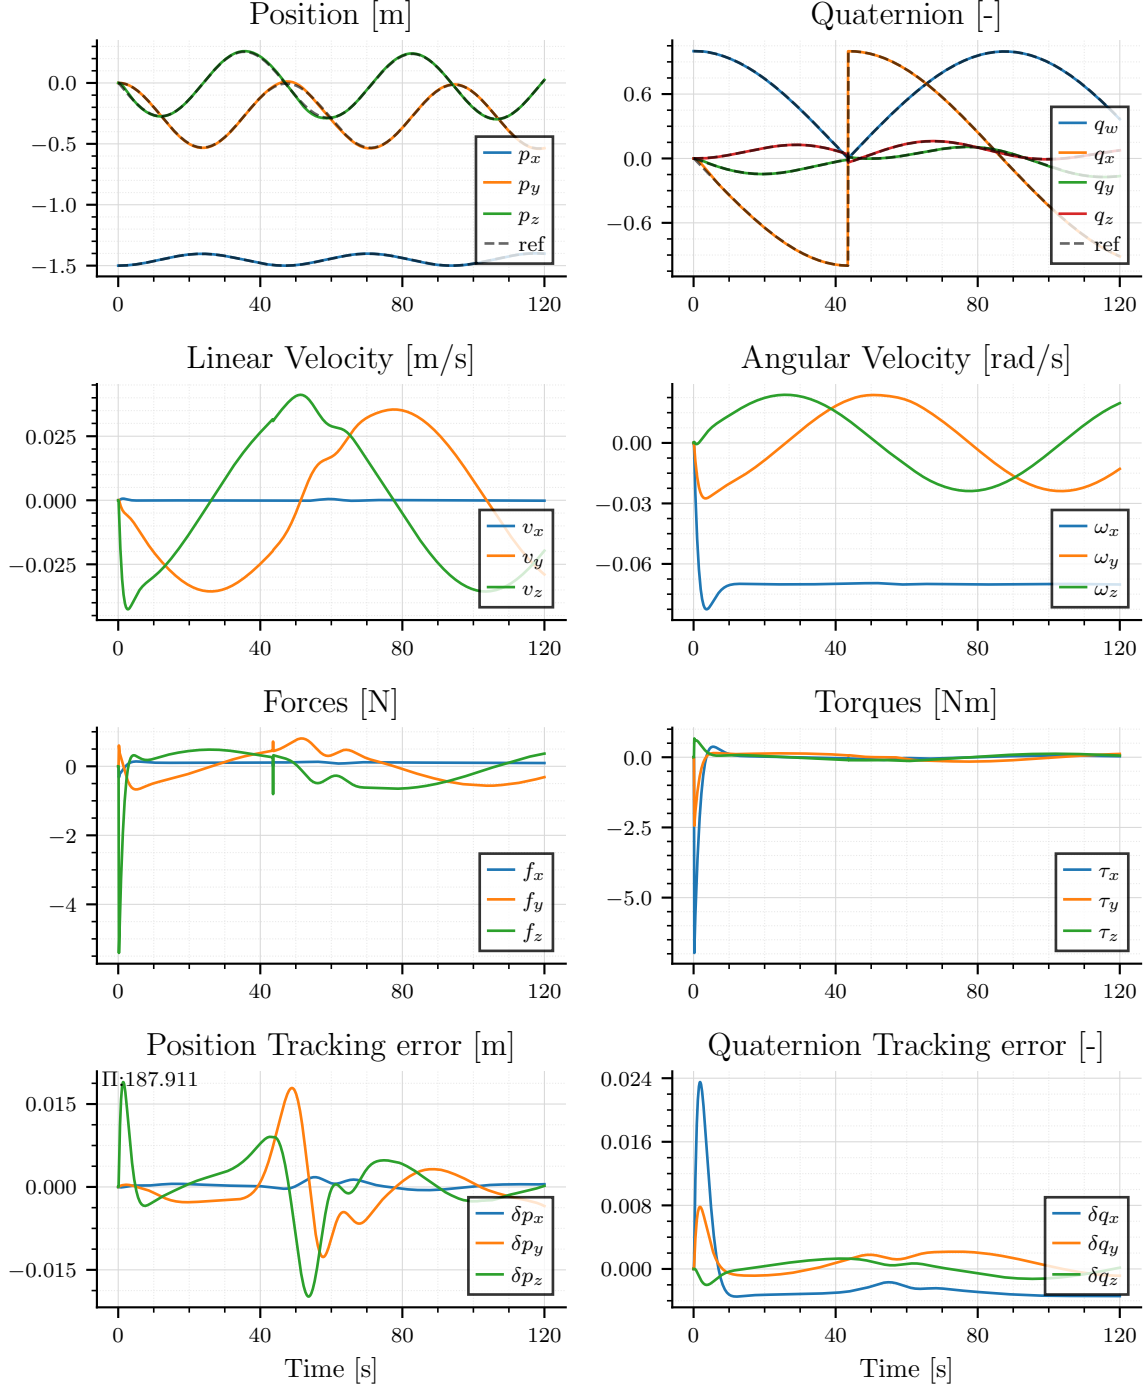 Position [m]
0.0
−0.5
−1.0
−1.5
0
40
80
120
p_x
p_y
p_z
ref
Quaternion [-]
0.6
0.0
−0.6
0
40
80
120
q_w
q_x
q_y
q_z
ref
Linear Velocity [m/s]
0.025
0.000
−0.025
0
40
80
120
v_x
v_y
v_z
Angular Velocity [rad/s]
0.00
−0.03
−0.06
0
40
80
120
ω_x
ω_y
ω_z
Forces [N]
0
−2
−4
0
40
80
120
f_x
f_y
f_z
Torques [Nm]
0.0
−2.5
−5.0
0
40
80
120
τ_x
τ_y
τ_z
Position Tracking error [m]
Π:187.911
0.015
0.000
−0.015
0
40
80
120
δp_x
δp_y
δp_z
Time [s]
Quaternion Tracking error [-]
0.024
0.016
0.008
0.000
0
40
80
120
δq_x
δq_y
δq_z
Time [s]